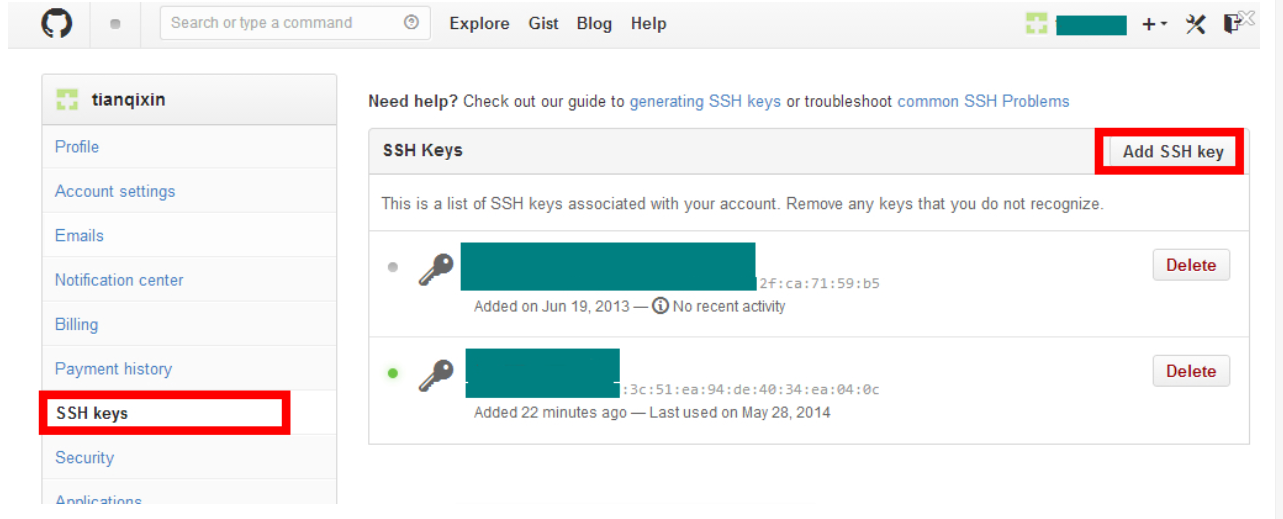 Search or type a command
Explore Gist Blog Help
tianqixin
Profile
Account settings
Emails
Notification center
Billing
Payment history
SSH keys
Security
Applications
Need help? Check out our guide to generating SSH keys or troubleshoot common SSH Problems
SSH Keys
Add SSH key
This is a list of SSH keys associated with your account. Remove any keys that you do not recognize.
2f:ca:71:59:b5
Delete
Added on Jun 19, 2013 — No recent activity
:3c:51:ea:94:de:40:34:ea:04:0c
Delete
Added 22 minutes ago — Last used on May 28, 2014